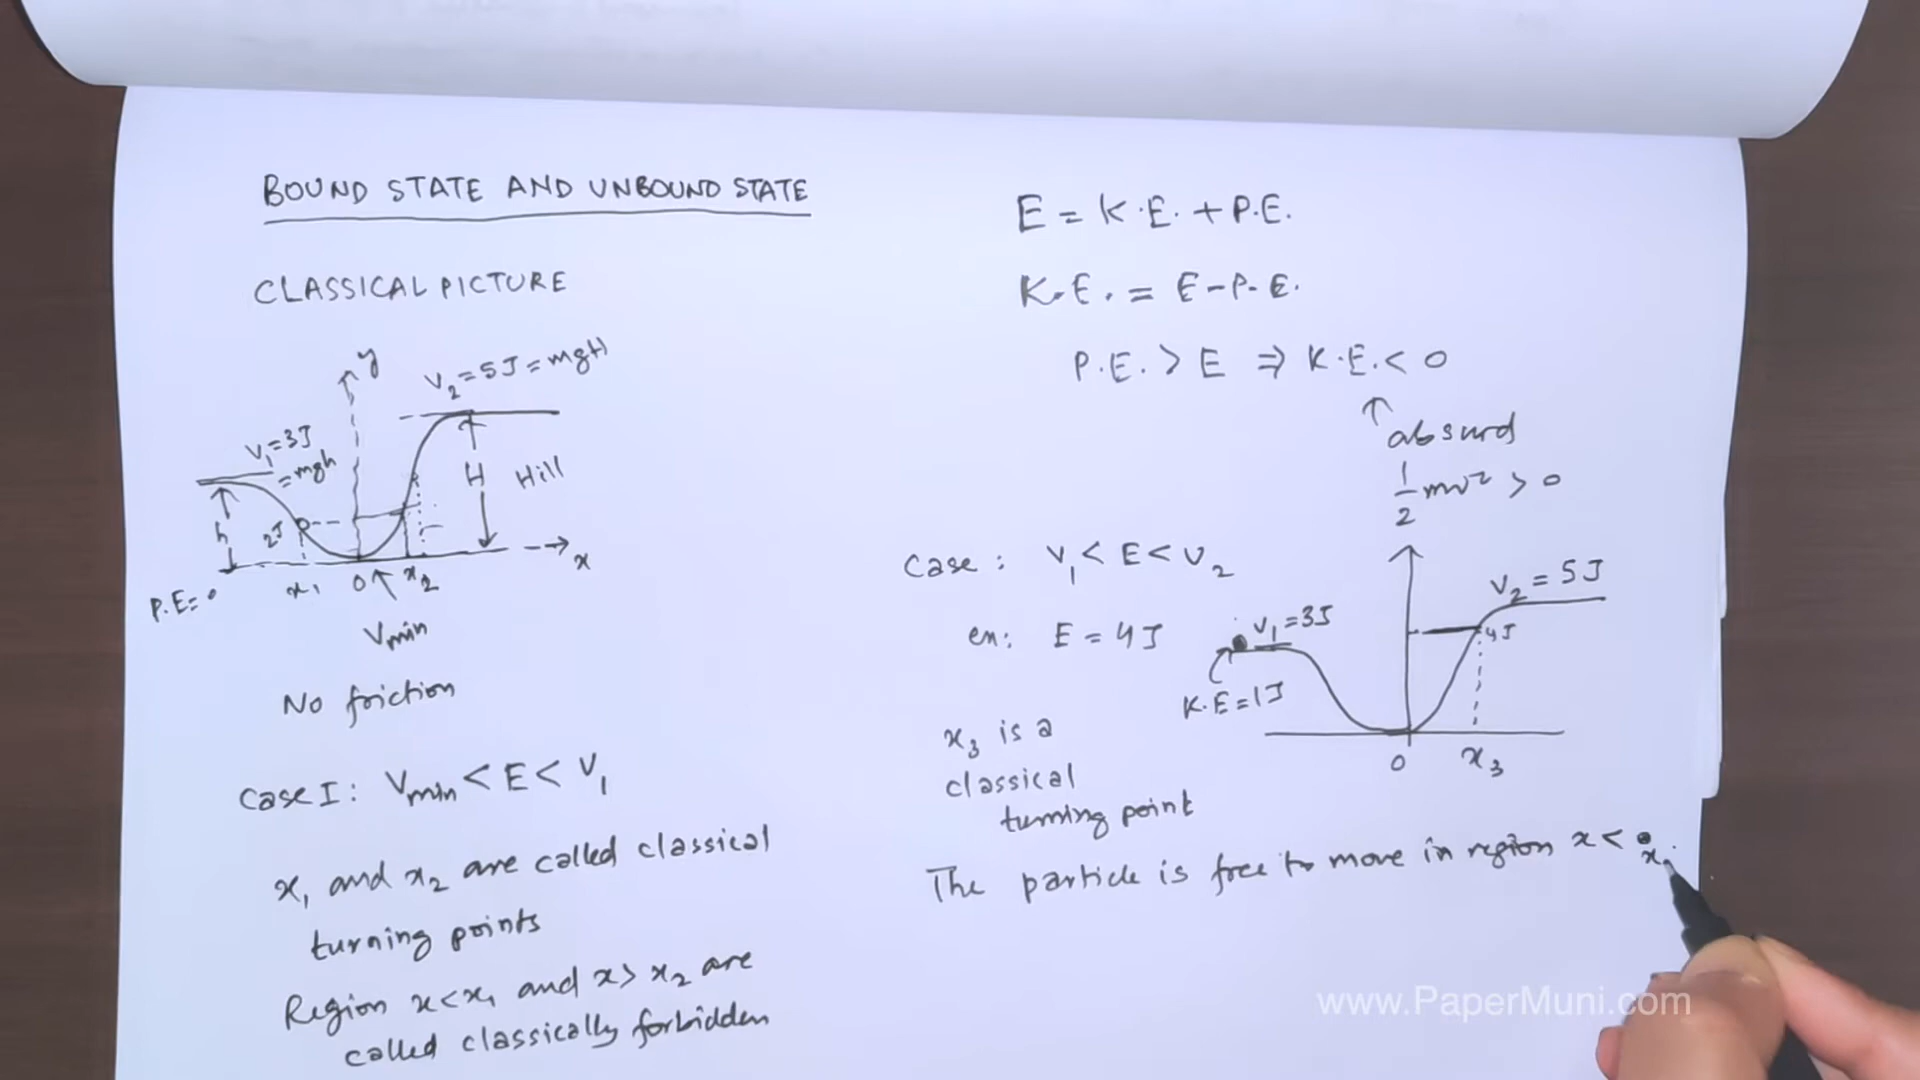 BOUND STATE AND UNBOUND STATE
CLASSICAL PICTURE
y
V₂ = 5J = mgH
V₁ = 3J
= mgh
H
Hill
h
2J
x
P.E = 0
x₁
0
x₂
Vmin
No friction
Case I: Vmin < E < V₁
x₁ and x₂ are called classical
turning points
Region x < x₁ and x > x₂ are
called classically forbidden
E = K.E. + P.E.
K.E. = E - P.E.
P.E. > E ⇒ K.E. < 0
absurd
1/2 mv² > 0
Case : V₁ < E < V₂
ex: E = 4J
V₁ = 3J
V₂ = 5J
4J
K.E = 1J
0
x₃
x₃ is a
classical
turning point
The particle is free to move in region x <
x
www.PaperMuni.com